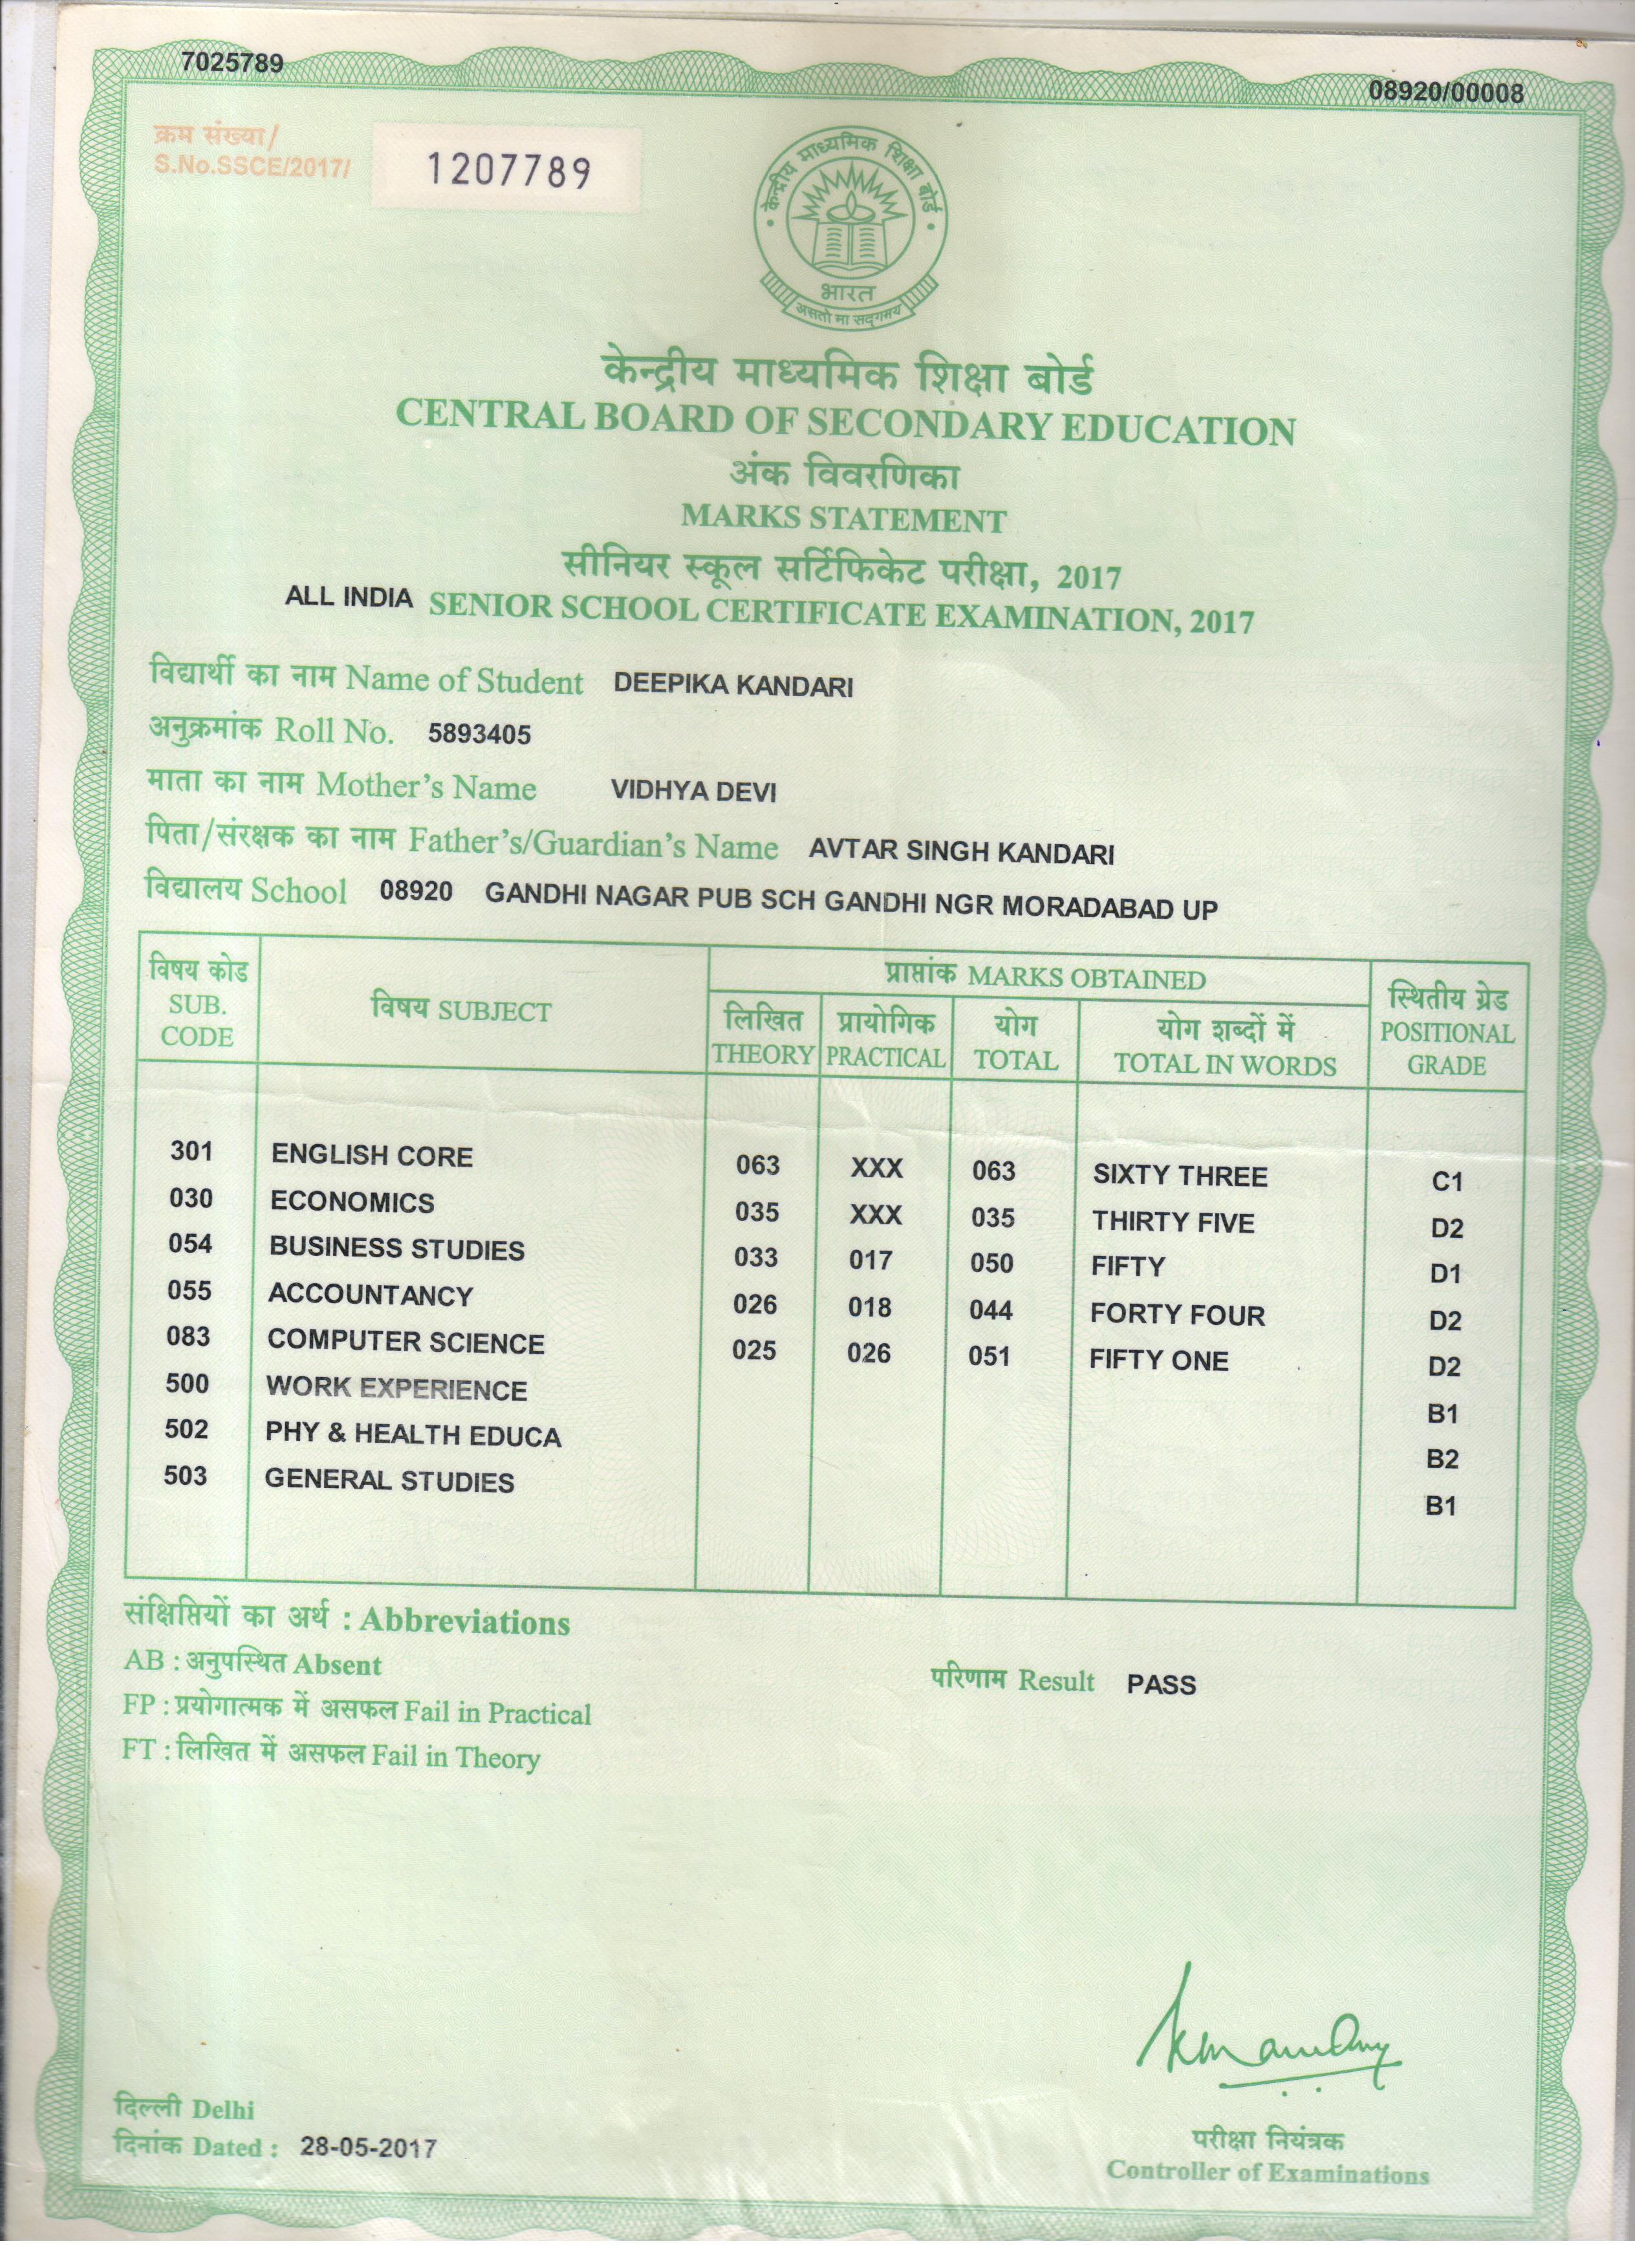 7025789
08920/00008
क्रम संख्या/
S.No.SSCE/2017/ 1207789
केन्द्रीय माध्यमिक शिक्षा बोर्ड
भारत
असतो मा सद्गमय
केन्द्रीय माध्यमिक शिक्षा बोर्ड
CENTRAL BOARD OF SECONDARY EDUCATION
अंक विवरणिका
MARKS STATEMENT
सीनियर स्कूल सर्टिफिकेट परीक्षा, 2017
ALL INDIA SENIOR SCHOOL CERTIFICATE EXAMINATION, 2017
विद्यार्थी का नाम Name of Student DEEPIKA KANDARI
अनुक्रमांक Roll No. 5893405
माता का नाम Mother's Name VIDHYA DEVI
पिता/संरक्षक का नाम Father's/Guardian's Name AVTAR SINGH KANDARI
विद्यालय School 08920 GANDHI NAGAR PUB SCH GANDHI NGR MORADABAD UP
विषय कोड SUB. CODE विषय SUBJECT प्राप्तांक MARKS OBTAINED स्थितीय ग्रेड POSITIONAL GRADE
लिखित THEORY प्रायोगिक PRACTICAL योग TOTAL योग शब्दों में TOTAL IN WORDS
301 ENGLISH CORE 063 XXX 063 SIXTY THREE C1
030 ECONOMICS 035 XXX 035 THIRTY FIVE D2
054 BUSINESS STUDIES 033 017 050 FIFTY D1
055 ACCOUNTANCY 026 018 044 FORTY FOUR D2
083 COMPUTER SCIENCE 025 026 051 FIFTY ONE D2
500 WORK EXPERIENCE B1
502 PHY & HEALTH EDUCA B2
503 GENERAL STUDIES B1
संक्षिप्तियों का अर्थ : Abbreviations
AB : अनुपस्थित Absent
परिणाम Result PASS
FP : प्रयोगात्मक में असफल Fail in Practical
FT : लिखित में असफल Fail in Theory
दिल्ली Delhi
दिनांक Dated : 28-05-2017
परीक्षा नियंत्रक
Controller of Examinations